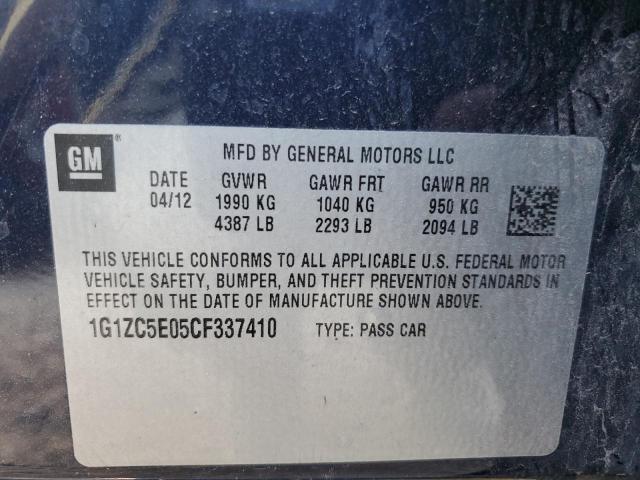 GM®
MFD BY GENERAL MOTORS LLC
DATE GVWR GAWR FRT GAWR RR
04/12 1990 KG 1040 KG 950 KG
4387 LB 2293 LB 2094 LB
THIS VEHICLE CONFORMS TO ALL APPLICABLE U.S. FEDERAL MOTOR
VEHICLE SAFETY, BUMPER, AND THEFT PREVENTION STANDARDS IN
EFFECT ON THE DATE OF MANUFACTURE SHOWN ABOVE.
1G1ZC5E05CF337410 TYPE: PASS CAR